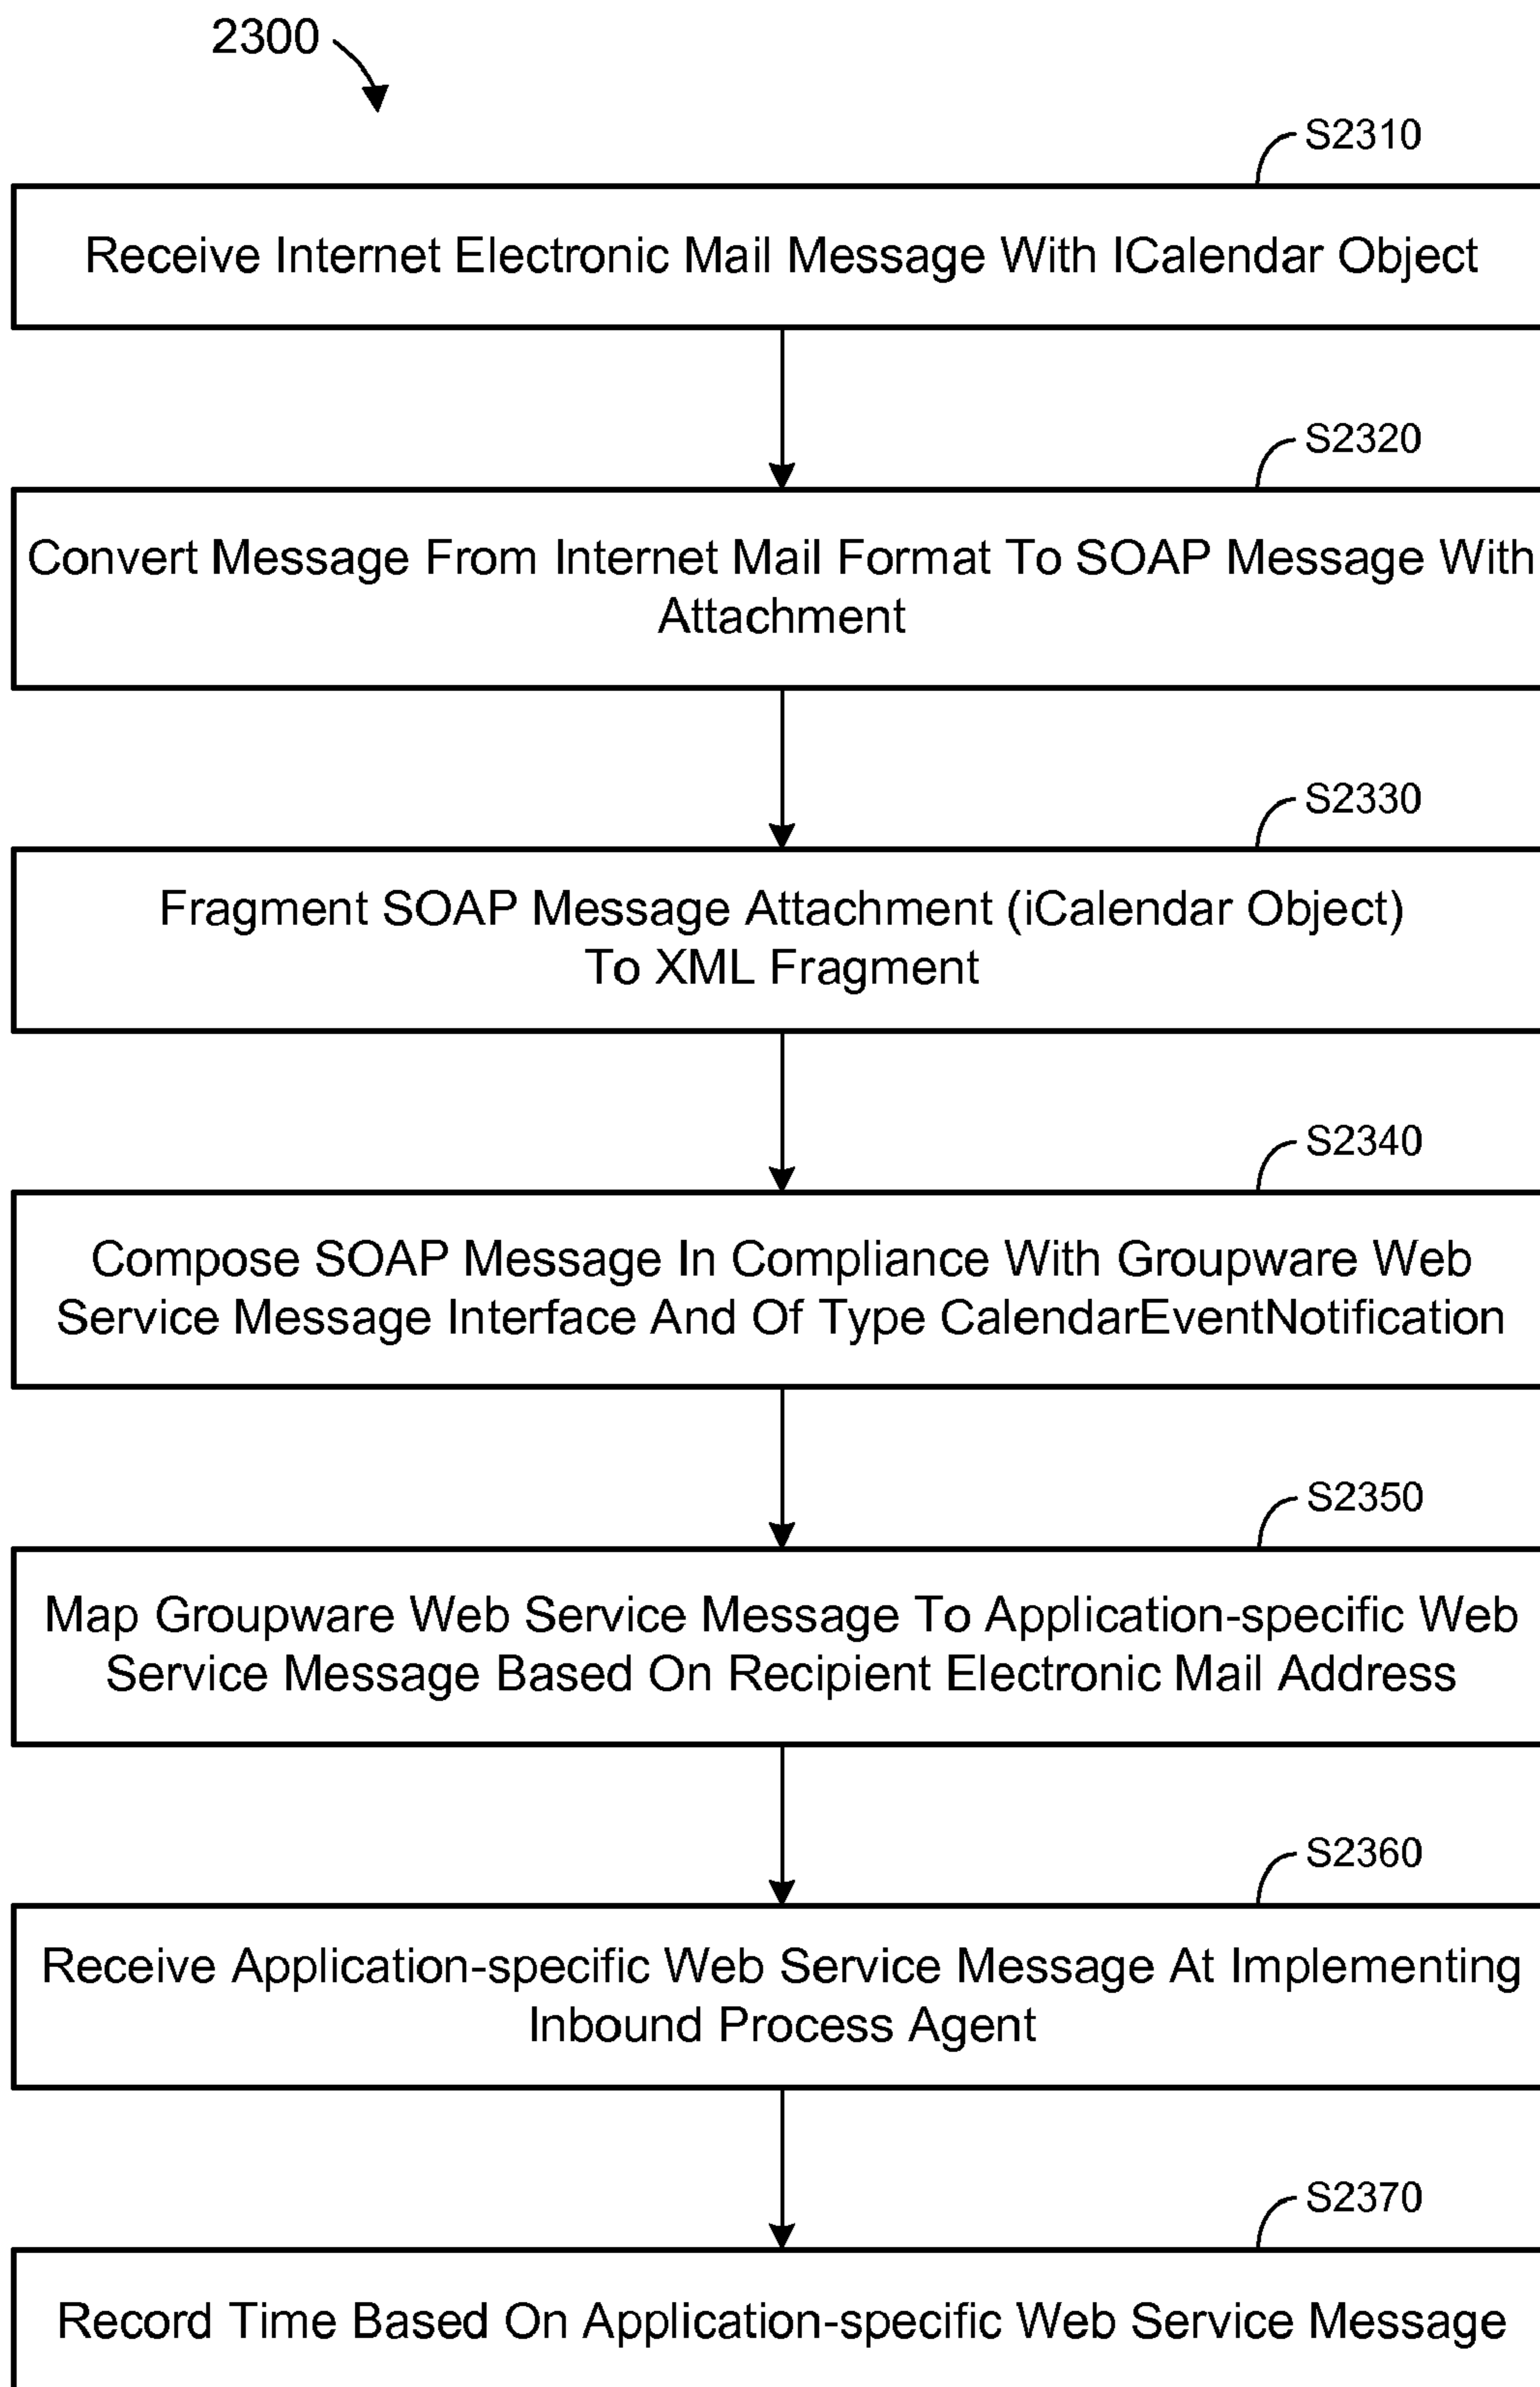 2300
S2310
Receive Internet Electronic Mail Message With ICalendar Object
S2320
Convert Message From Internet Mail Format To SOAP Message With
Attachment
S2330
Fragment SOAP Message Attachment (iCalendar Object)
To XML Fragment
S2340
Compose SOAP Message In Compliance With Groupware Web
Service Message Interface And Of Type CalendarEventNotification
S2350
Map Groupware Web Service Message To Application-specific Web
Service Message Based On Recipient Electronic Mail Address
S2360
Receive Application-specific Web Service Message At Implementing
Inbound Process Agent
S2370
Record Time Based On Application-specific Web Service Message